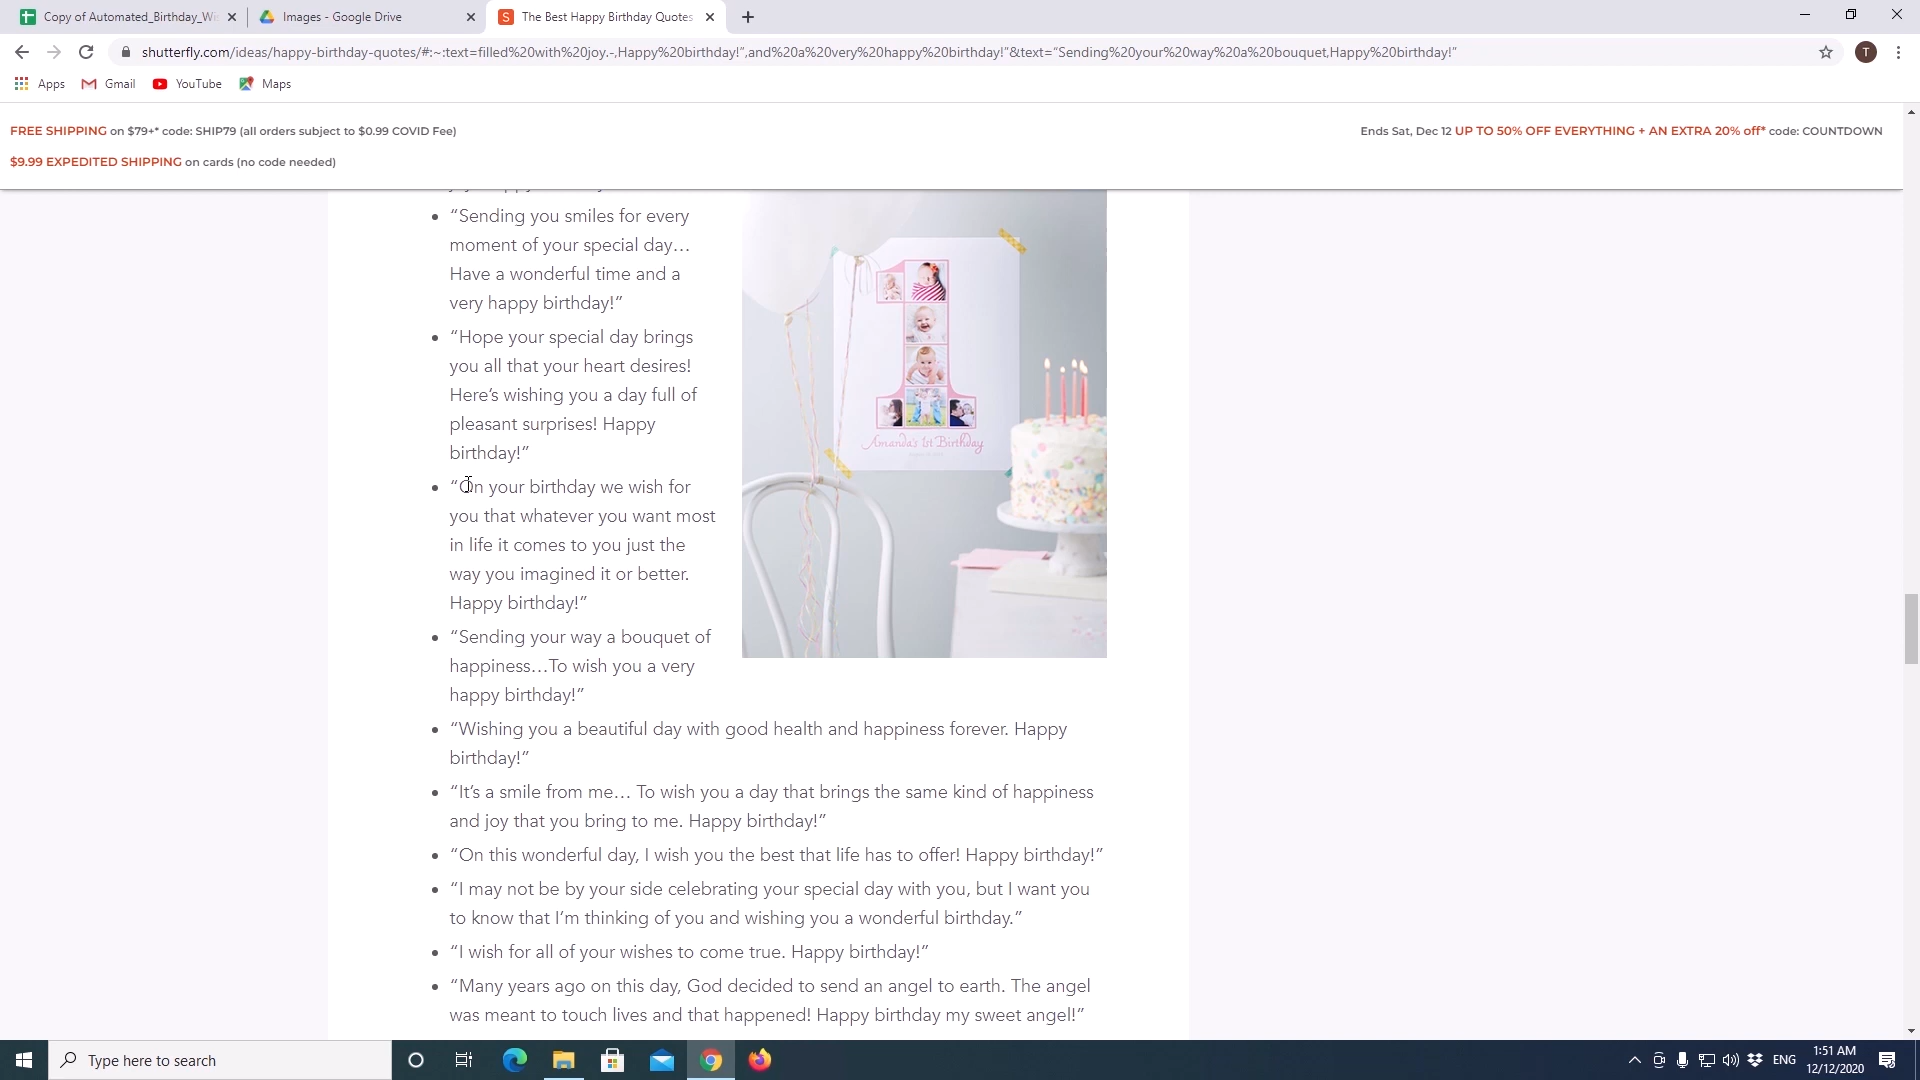 Copy of Automated_Birthday_Wi
Images - Google Drive
The Best Happy Birthday Quotes
shutterfly.com/ideas/happy-birthday-quotes/#:~:text=filled%20with%20joy.-,Happy%20birthday!",and%20a%20very%20happy%20birthday!"&text="Sending%20your%20way%20a%20bouquet,Happy%20birthday!"
T
Apps
Gmail
YouTube
Maps
FREE SHIPPING on $79+* code: SHIP79 (all orders subject to $0.99 COVID Fee)
Ends Sat, Dec 12 UP TO 50% OFF EVERYTHING + AN EXTRA 20% off* code: COUNTDOWN
$9.99 EXPEDITED SHIPPING on cards (no code needed)
“Sending you smiles for every
moment of your special day…
Have a wonderful time and a
very happy birthday!”
“Hope your special day brings
you all that your heart desires!
Here’s wishing you a day full of
pleasant surprises! Happy
birthday!”
“On your birthday we wish for
you that whatever you want most
in life it comes to you just the
way you imagined it or better.
Happy birthday!”
“Sending your way a bouquet of
happiness…To wish you a very
happy birthday!”
Amanda's 1st Birthday
“Wishing you a beautiful day with good health and happiness forever. Happy
birthday!”
“It’s a smile from me… To wish you a day that brings the same kind of happiness
and joy that you bring to me. Happy birthday!”
“On this wonderful day, I wish you the best that life has to offer! Happy birthday!”
“I may not be by your side celebrating your special day with you, but I want you
to know that I’m thinking of you and wishing you a wonderful birthday.”
“I wish for all of your wishes to come true. Happy birthday!”
“Many years ago on this day, God decided to send an angel to earth. The angel
was meant to touch lives and that happened! Happy birthday my sweet angel!”
Type here to search
ENG
1:51 AM
12/12/2020